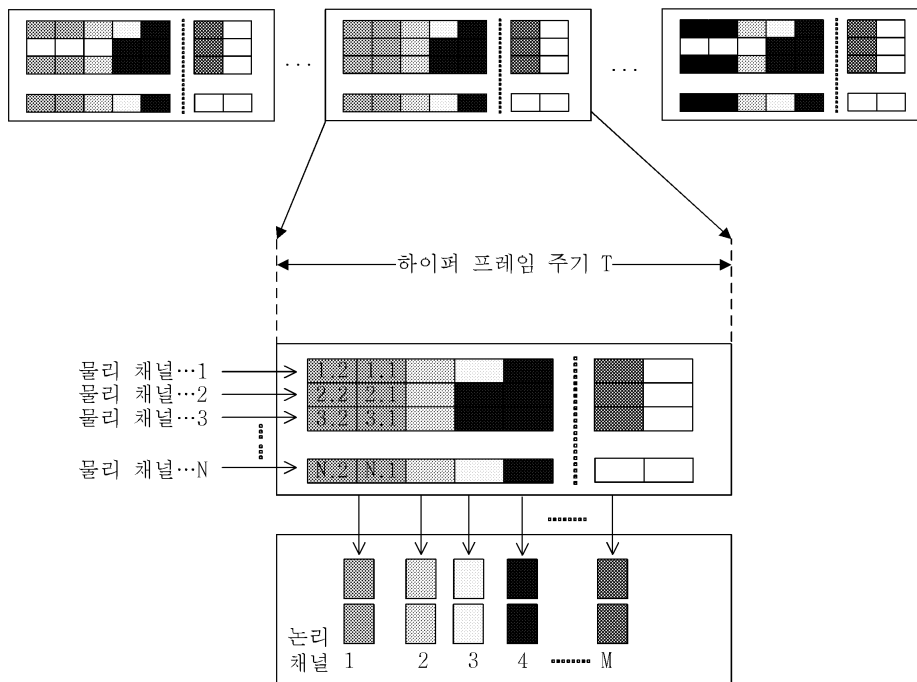 ... ...
하이퍼 프레임 주기 T
물리 채널…1 1.2 1.1
물리 채널…2 2.2 2.1
물리 채널…3 3.2 3.1
물리 채널…N N.2 N.1
논리
채널 1 2 3 4 M